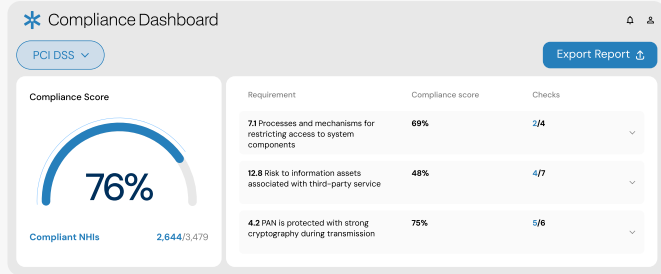 Compliance Dashboard
PCI DSS
Export Report
Compliance Score
76%
Compliant NHIs 2,644/3,479
Requirement Compliance score Checks
7.1 Processes and mechanisms for 69% 2/4
restricting access to system
components
12.8 Risk to information assets 48% 4/7
associated with third-party service
4.2 PAN is protected with strong 75% 5/6
cryptography during transmission